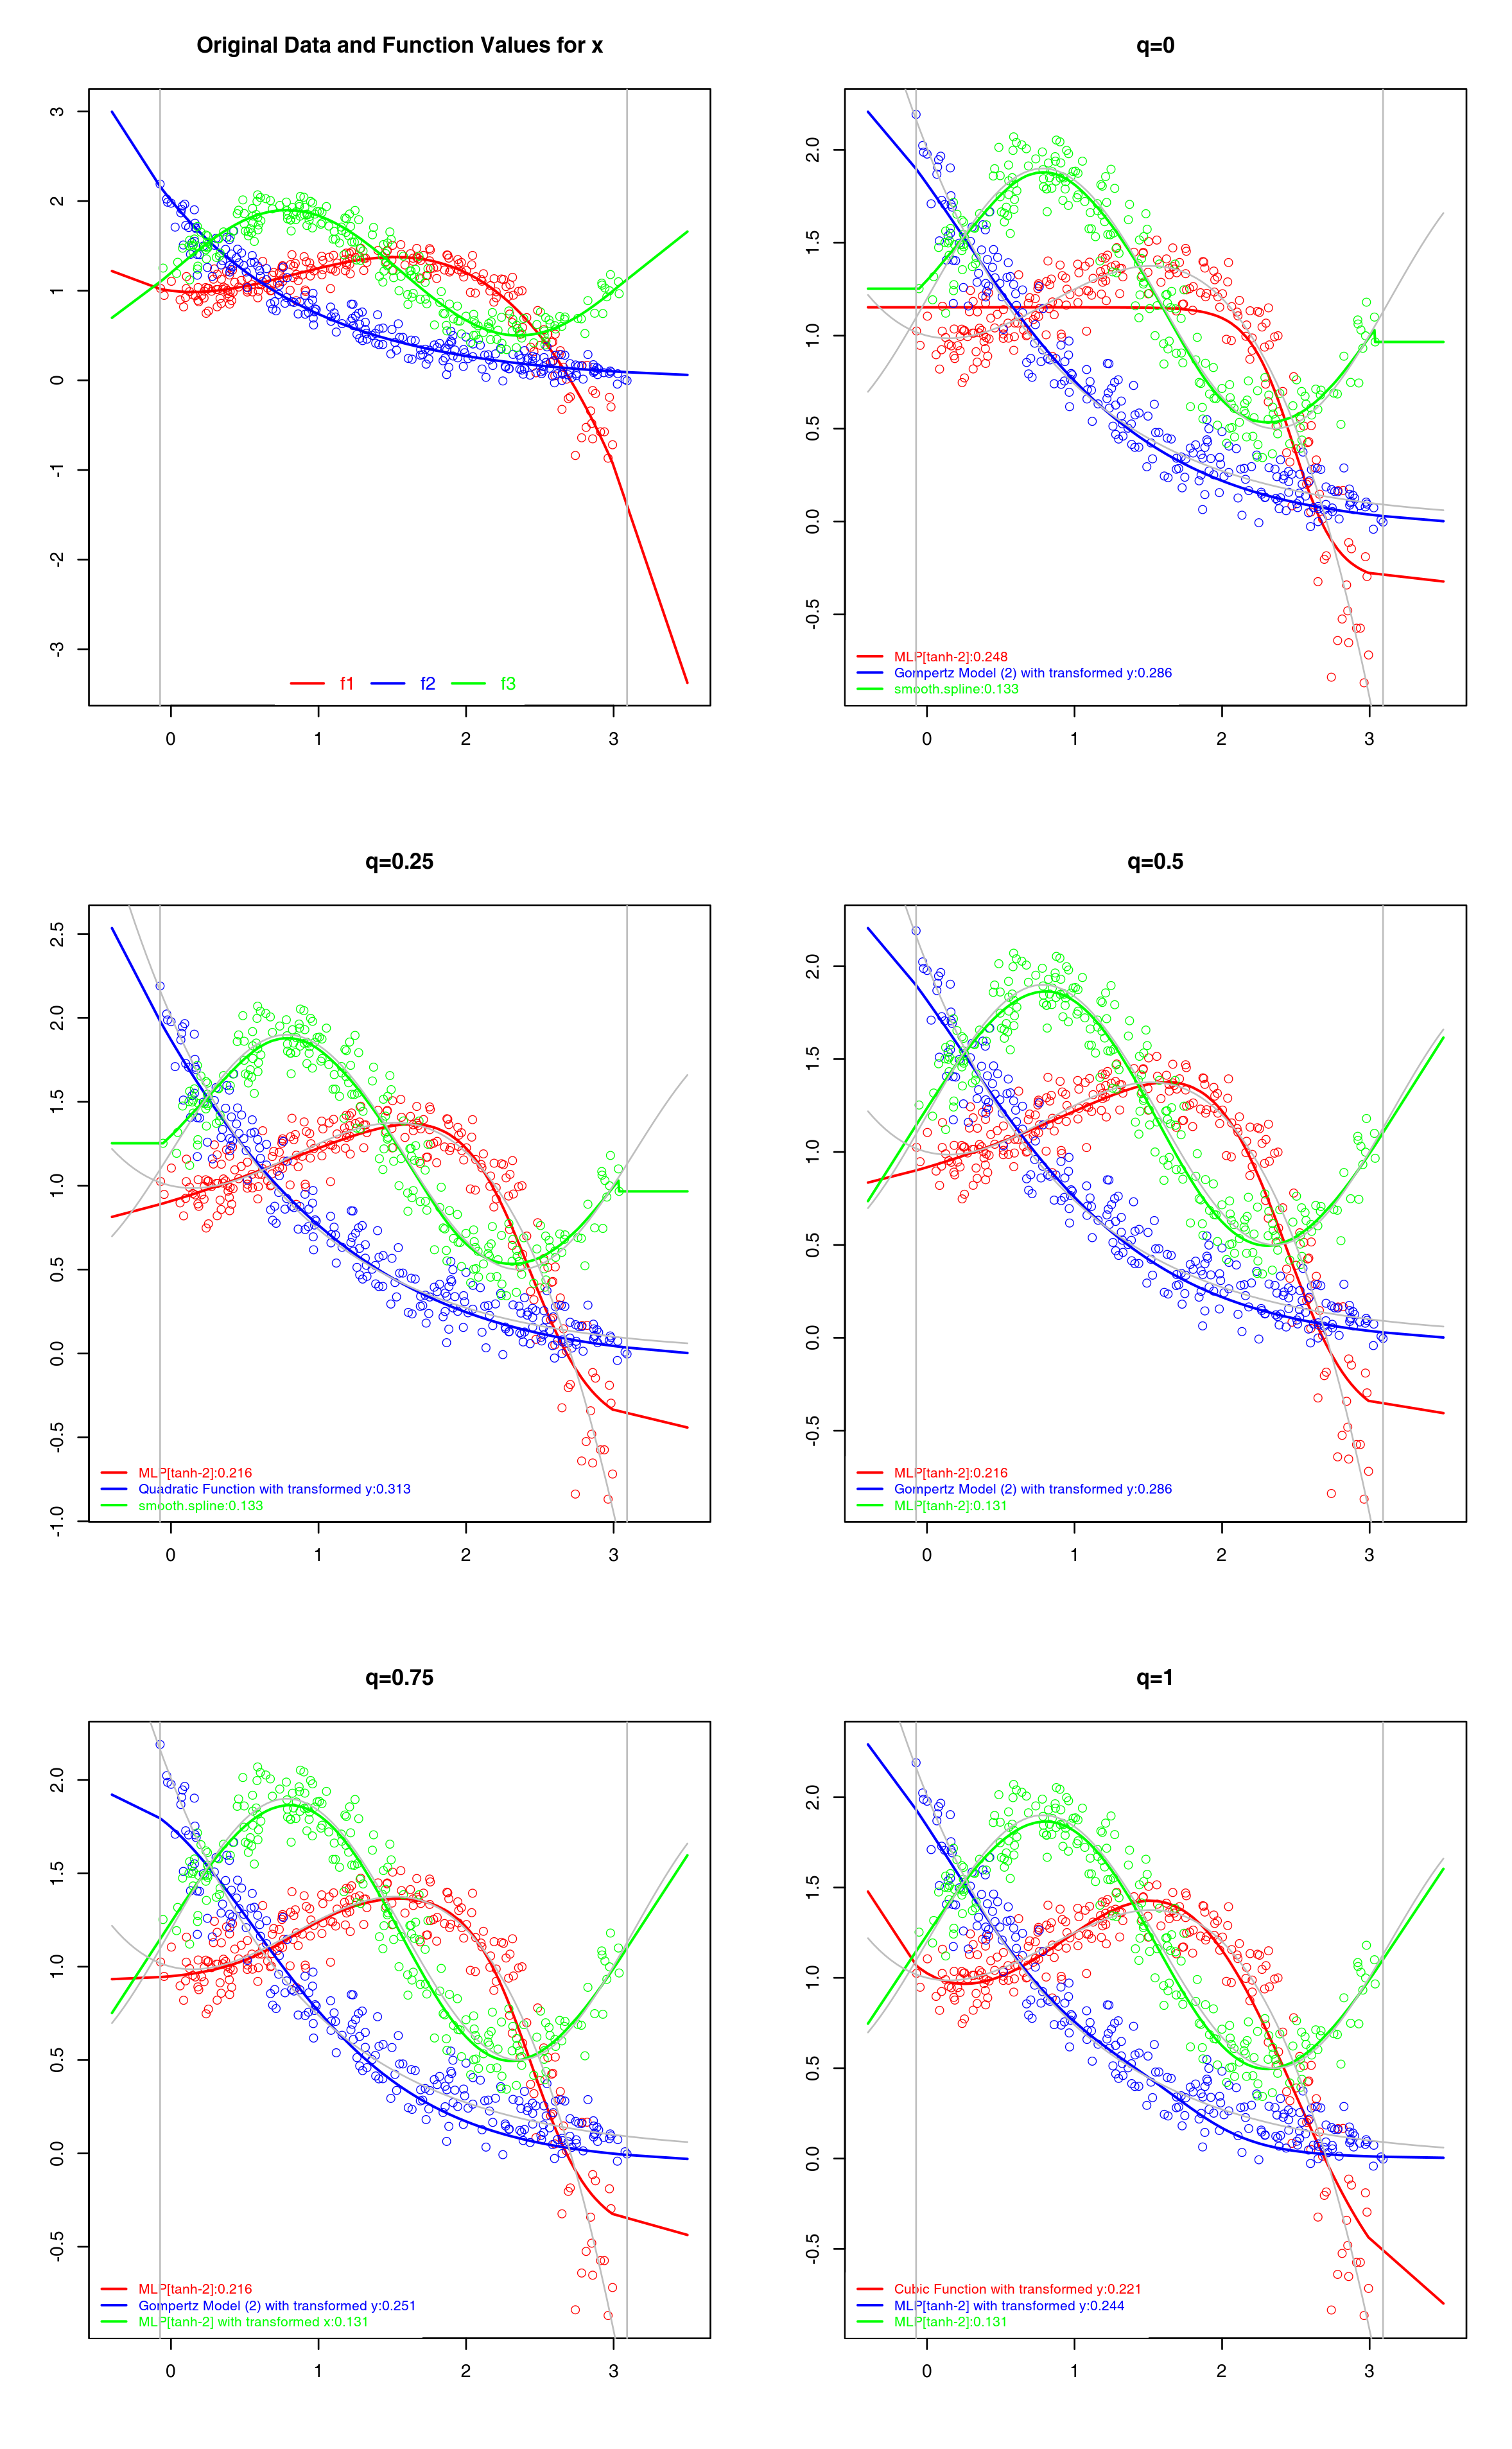 Original Data and Function Values for x
3
2
1
0
-1
-2
-3
f1 f2 f3
0 1 2 3
q=0
2.0
1.5
1.0
0.5
0.0
-0.5
MLP[tanh-2]:0.248
Gompertz Model (2) with transformed y:0.286
smooth.spline:0.133
0 1 2 3
q=0.25
2.5
2.0
1.5
1.0
0.5
0.0
-0.5
-1.0
MLP[tanh-2]:0.216
Quadratic Function with transformed y:0.313
smooth.spline:0.133
0 1 2 3
q=0.5
2.0
1.5
1.0
0.5
0.0
-0.5
MLP[tanh-2]:0.216
Gompertz Model (2) with transformed y:0.286
MLP[tanh-2]:0.131
0 1 2 3
q=0.75
2.0
1.5
1.0
0.5
0.0
-0.5
MLP[tanh-2]:0.216
Gompertz Model (2) with transformed y:0.251
MLP[tanh-2] with transformed x:0.131
0 1 2 3
q=1
2.0
1.5
1.0
0.5
0.0
-0.5
Cubic Function with transformed y:0.221
MLP[tanh-2] with transformed y:0.244
MLP[tanh-2]:0.131
0 1 2 3